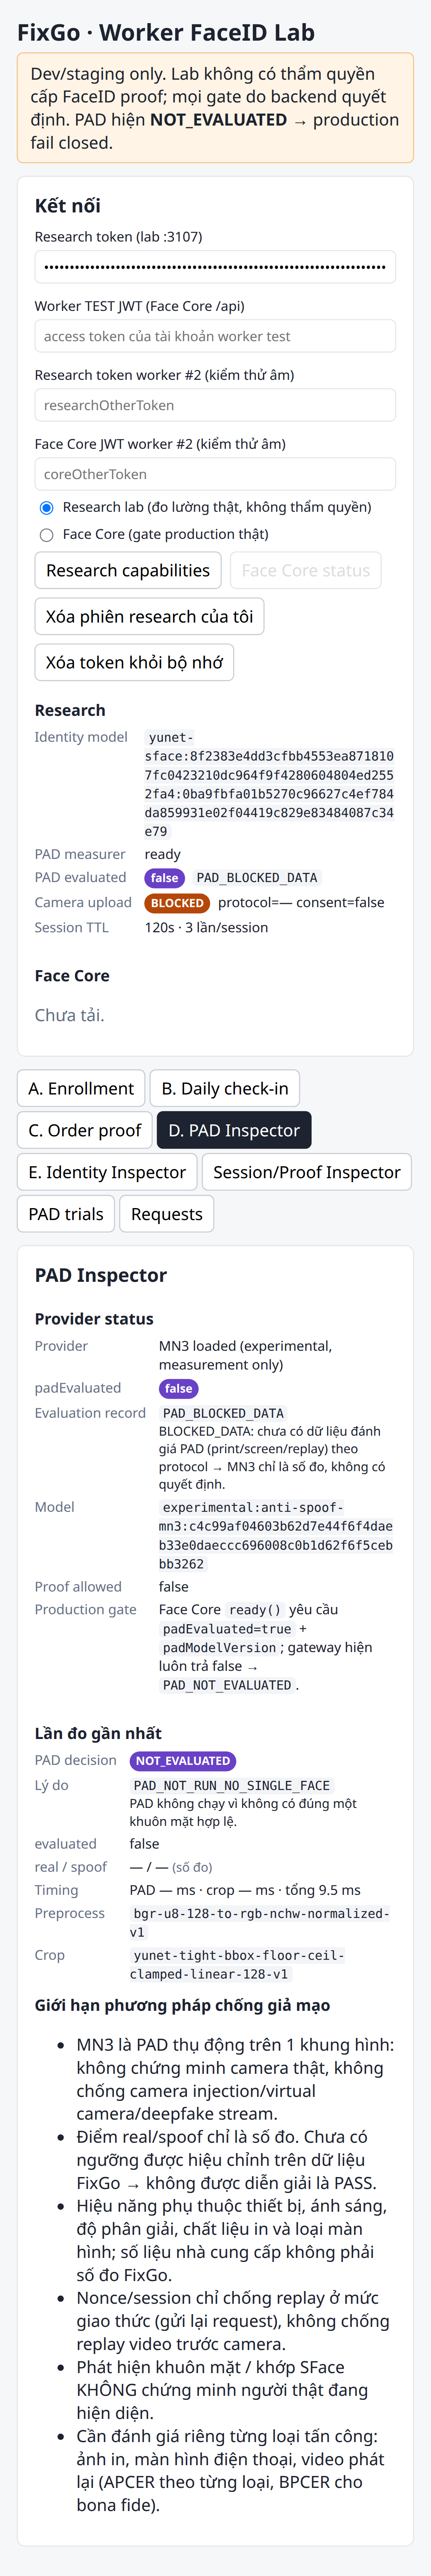 FixGo · Worker FaceID Lab
Dev/staging only. Lab không có thẩm quyền
cấp FaceID proof; mọi gate do backend quyết
định. PAD hiện NOT_EVALUATED → production
fail closed.
Kết nối
Research token (lab :3107)
Worker TEST JWT (Face Core /api)
access token của tài khoản worker test
Research token worker #2 (kiểm thử âm)
researchOtherToken
Face Core JWT worker #2 (kiểm thử âm)
coreOtherToken
Research lab (đo lường thật, không thẩm quyền)
Face Core (gate production thật)
Research capabilities
Face Core status
Xóa phiên research của tôi
Xóa token khỏi bộ nhớ
Research
Identity model yunet-
sface:8f2383e4dd3cfbb4553ea871810
7fc0423210dc964f9f4280604804ed255
2fa4:0ba9fbfa01b5270c96627c4ef784
da859931e02f04419c829e83484087c34
e79
PAD measurer ready
PAD evaluated false PAD_BLOCKED_DATA
Camera upload BLOCKED protocol=— consent=false
Session TTL 120s · 3 lần/session
Face Core
Chưa tải.
A. Enrollment
B. Daily check-in
C. Order proof
D. PAD Inspector
E. Identity Inspector
Session/Proof Inspector
PAD trials
Requests
PAD Inspector
Provider status
Provider MN3 loaded (experimental,
measurement only)
padEvaluated false
Evaluation record PAD_BLOCKED_DATA
BLOCKED_DATA: chưa có dữ liệu đánh
giá PAD (print/screen/replay) theo
protocol → MN3 chỉ là số đo, không có
quyết định.
Model experimental:anti-spoof-
mn3:c4c99af04603b62d7e44f6f4dae
b33e0daeccc696008c0b1d62f6f5ceb
bb3262
Proof allowed false
Production gate Face Core ready() yêu cầu
padEvaluated=true +
padModelVersion ; gateway hiện
luôn trả false →
PAD_NOT_EVALUATED .
Lần đo gần nhất
PAD decision NOT_EVALUATED
Lý do PAD_NOT_RUN_NO_SINGLE_FACE
PAD không chạy vì không có đúng một
khuôn mặt hợp lệ.
evaluated false
real / spoof — / — (số đo)
Timing PAD — ms · crop — ms · tổng 9.5 ms
Preprocess bgr-u8-128-to-rgb-nchw-normalized-
v1
Crop yunet-tight-bbox-floor-ceil-
clamped-linear-128-v1
Giới hạn phương pháp chống giả mạo
• MN3 là PAD thụ động trên 1 khung hình:
không chứng minh camera thật, không
chống camera injection/virtual
camera/deepfake stream.
• Điểm real/spoof chỉ là số đo. Chưa có
ngưỡng được hiệu chỉnh trên dữ liệu
FixGo → không được diễn giải là PASS.
• Hiệu năng phụ thuộc thiết bị, ánh sáng,
độ phân giải, chất liệu in và loại màn
hình; số liệu nhà cung cấp không phải
số đo FixGo.
• Nonce/session chỉ chống replay ở mức
giao thức (gửi lại request), không chống
replay video trước camera.
• Phát hiện khuôn mặt / khớp SFace
KHÔNG chứng minh người thật đang
hiện diện.
• Cần đánh giá riêng từng loại tấn công:
ảnh in, màn hình điện thoại, video phát
lại (APCER theo từng loại, BPCER cho
bona fide).